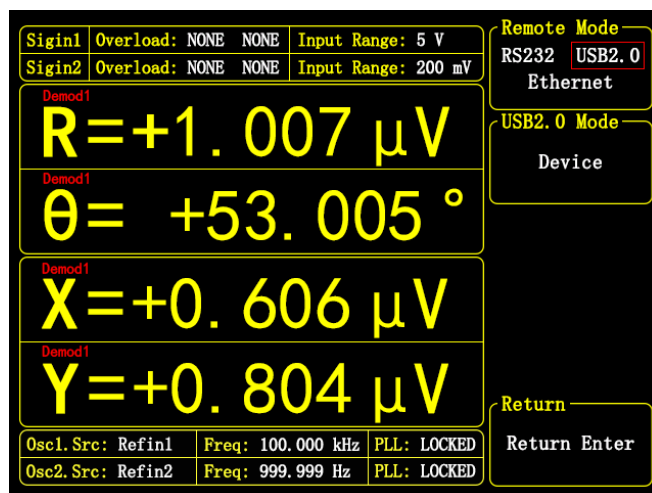 Sigin1 Overload: NONE NONE Input Range: 5 V
Sigin2 Overload: NONE NONE Input Range: 200 mV
Demod1
R=+1.007 μV
Demod1
θ= +53.005 °
Demod1
X=+0.606 μV
Demod1
Y=+0.804 μV
Osc1.Src: Refin1 Freq: 100.000 kHz PLL: LOCKED
Osc2.Src: Refin2 Freq: 999.999 Hz PLL: LOCKED
Remote Mode
RS232 USB2.0
Ethernet
USB2.0 Mode
Device
Return
Return Enter